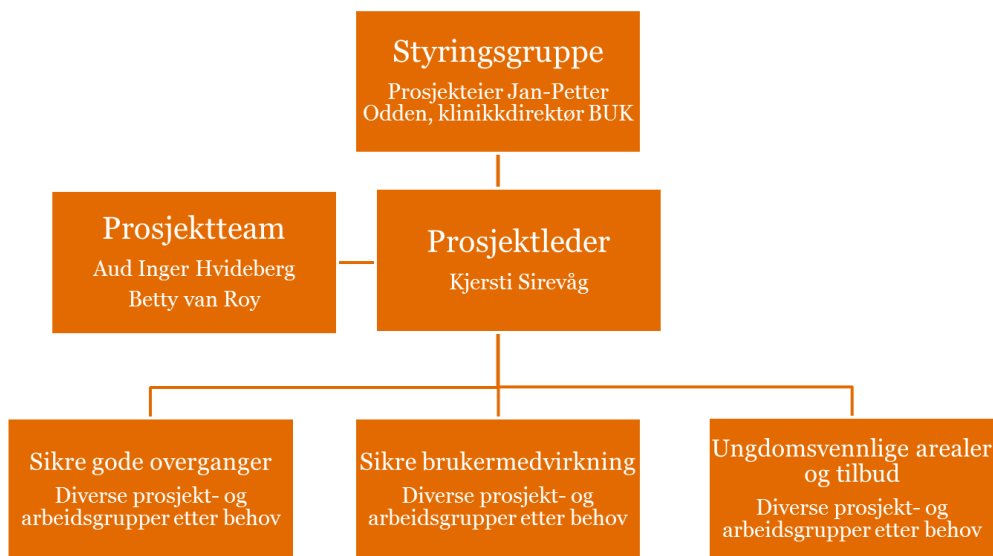 Styringsgruppe
Prosjekteier Jan-Petter
Odden, klinikkdirektør BUK
Prosjektteam
Aud Inger Hvideberg
Betty van Roy
Prosjektleder
Kjersti Sirevåg
Sikre gode overganger
Diverse prosjekt- og
arbeidsgrupper etter behov
Sikre brukermedvirkning
Diverse prosjekt- og
arbeidsgrupper etter behov
Ungdomsvennlige arealer
og tilbud
Diverse prosjekt- og
arbeidsgrupper etter behov